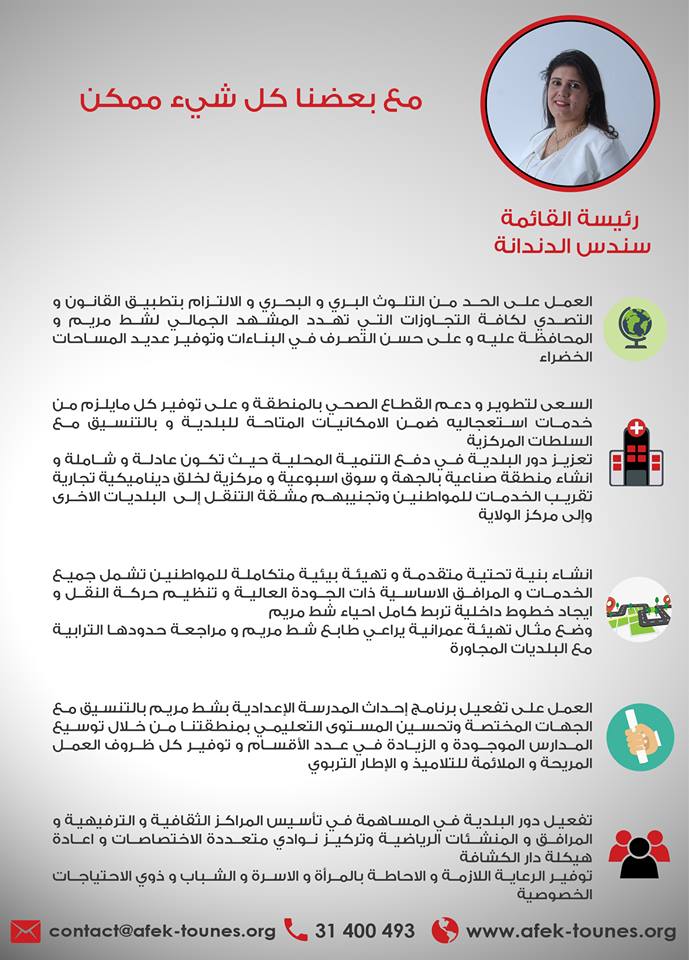 مع بعضنا كل شيء ممكن
رئيسة القائمة
سندس الدندانة
العمل على الحد من التلوث البري و البحري و الالتزام بتطبيق القانون و
التصدي لكافة التجاوزات التي تهدد المشهد الجمالي لشط مريم و
المحافظة عليه و على حسن التصرف في البناءات وتوفير عديد المساحات
الخضراء
السعى لتطوير و دعم القطاع الصحي بالمنطقة و على توفير كل مايلزم من
خدمات استعجاليه ضمن الامكانيات المتاحة للبلدية و بالتنسيق مع
السلطات المركزية
تعزيز دور البلدية في دفع التنمية المحلية حيث تكون عادلة و شاملة و
انشاء منطقة صناعية بالجهة و سوق اسبوعية و مركزية لخلق ديناميكية تجارية
تقريب الخدمات للمواطنين وتجنيبهم مشقة التنقل إلى البلديات الاخرى
وإلى مركز الولاية
انشاء بنية تحتية متقدمة و تهيئة بيئية متكاملة للمواطنين تشمل جميع
الخدمات و المرافق الاساسية ذات الجودة العالية و تنظيم حركة النقل و
ايجاد خطوط داخلية تربط كامل احياء شط مريم
وضع مثال تهيئة عمرانية يراعي طابع شط مريم و مراجعة حدودها الترابية
مع البلديات المجاورة
العمل على تفعيل برنامج إحداث المدرسة الإعدادية بشط مريم بالتنسيق مع
الجهات المختصة وتحسين المستوى التعليمي بمنطقتنا من خلال توسيع
المدارس الموجودة و الزيادة في عدد الأقسام و توفير كل ظروف العمل
المريحة و الملائمة للتلاميذ و الإطار التربوي
تفعيل دور البلدية في المساهمة في تأسيس المراكز الثقافية و الترفيهية و
المرافق و المنشئات الرياضية وتركيز نوادي متعددة الاختصاصات و اعادة
هيكلة دار الكشافة
توفير الرعاية اللازمة و الاحاطة بالمرأة و الاسرة و الشباب و ذوي الاحتياجات
الخصوصية
contact@afek-tounes.org 31 400 493 www.afek-tounes.org